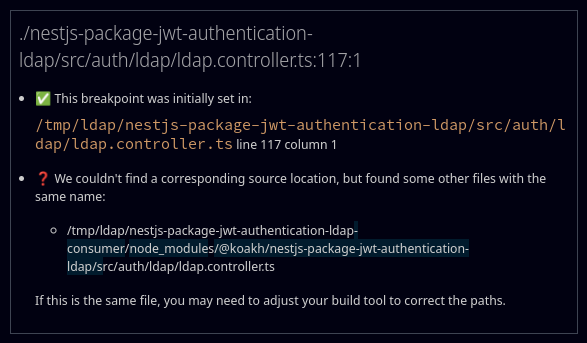 ./nestjs-package-jwt-authentication-
ldap/src/auth/ldap/ldap.controller.ts:117:1
• ✅ This breakpoint was initially set in:
/tmp/ldap/nestjs-package-jwt-authentication-ldap/src/auth/l
dap/ldap.controller.ts line 117 column 1
• ❓ We couldn't find a corresponding source location, but found some other files with the
same name:
◦ /tmp/ldap/nestjs-package-jwt-authentication-ldap-
consumer/node_modules/@koakh/nestjs-package-jwt-authentication-
ldap/src/auth/ldap/ldap.controller.ts
If this is the same file, you may need to adjust your build tool to correct the paths.